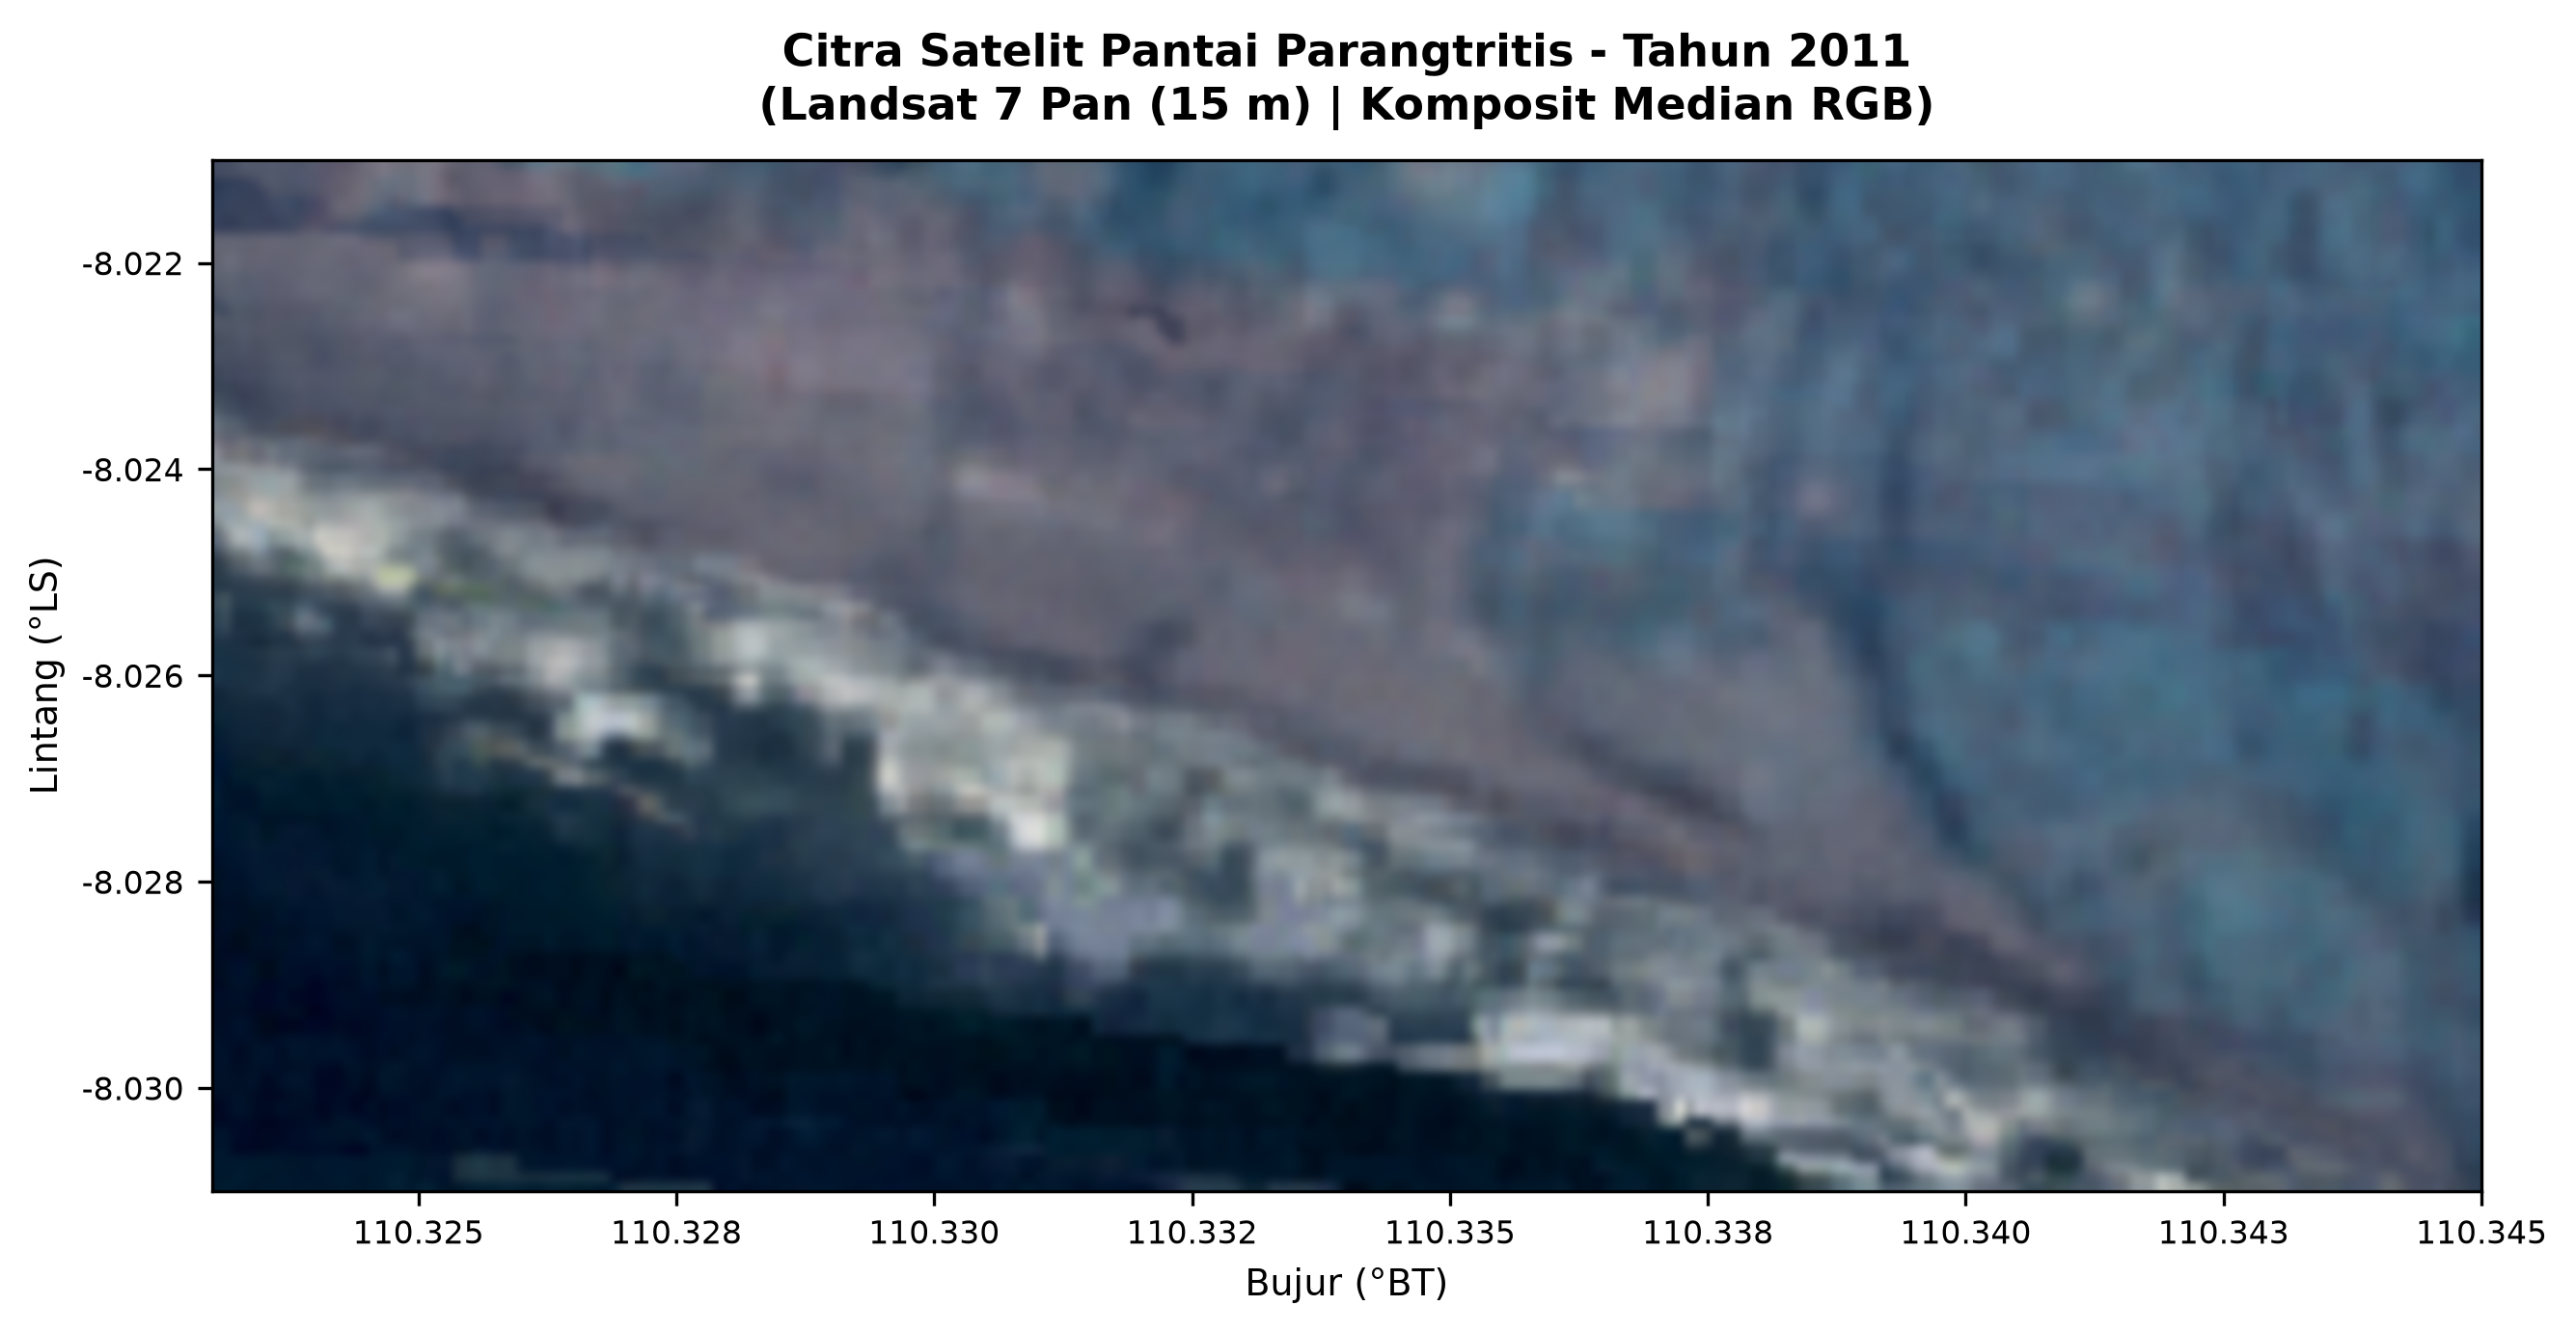 Citra Satelit Pantai Parangtritis - Tahun 2011
(Landsat 7 Pan (15 m) | Komposit Median RGB)
-8.022
-8.024
-8.026
-8.028
-8.030
Lintang (°LS)
110.325 110.328 110.330 110.332 110.335 110.338 110.340 110.343 110.345
Bujur (°BT)